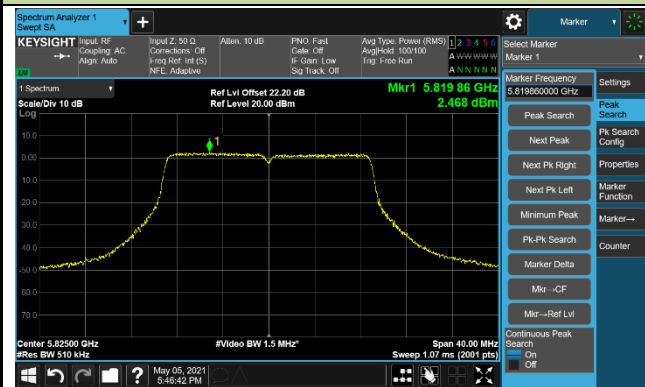 Spectrum Analyzer 1
Swept SA
Marker
KEYSIGHT
Input: RF
Coupling: AC
Align: Auto
Input Z: 50 Ω
Corrections: Off
Freq Ref: Int (S)
NFE: Adaptive
Atten: 10 dB
PNO: Fast
Gate: Off
IF Gain: Low
Sig Track: Off
Avg Type: Power (RMS)
Avg|Hold: 100/100
Trig: Free Run
1 2 3 4 5 6
A W W W W W
A N N N N N
LW
Select Marker
Marker 1
1 Spectrum
Scale/Div 10 dB
Log
Ref Lvl Offset 22.20 dB
Ref Level 20.00 dBm
Mkr1 5.819 86 GHz
2.468 dBm
1
10.0
0.00
10.0
20.0
30.0
40.0
50.0
60.0
70.0
Center 5.82500 GHz
#Res BW 510 kHz
#Video BW 1.5 MHz*
Span 40.00 MHz
Sweep 1.07 ms (2001 pts)
Marker Frequency
5.819860000 GHz
Peak Search
Next Peak
Next Pk Right
Next Pk Left
Minimum Peak
Pk-Pk Search
Marker Delta
Mkr→CF
Mkr→Ref Lvl
Continuous Peak
Search
On
Off
Settings
Peak
Search
Pk Search
Config
Properties
Marker
Function
Marker→
Counter
?
May 05, 2021
5:46:42 PM